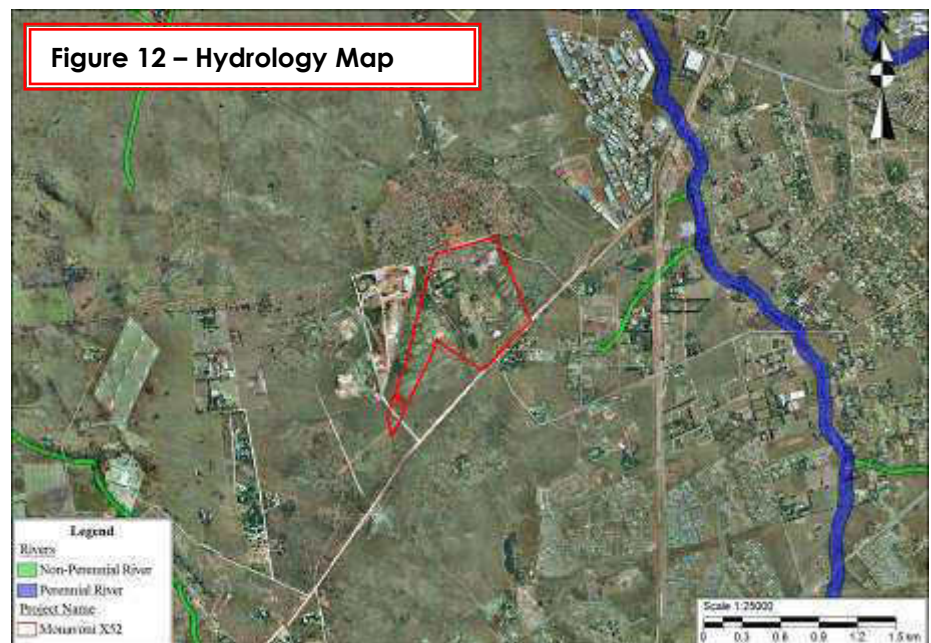 Figure 12 – Hydrology Map
Legend
Rivers
Non-Perennial River
Perennial River
Project Name
Monavoni X52
Scale 1:25000
0 0.3 0.6 0.9 1.2 1.5 km